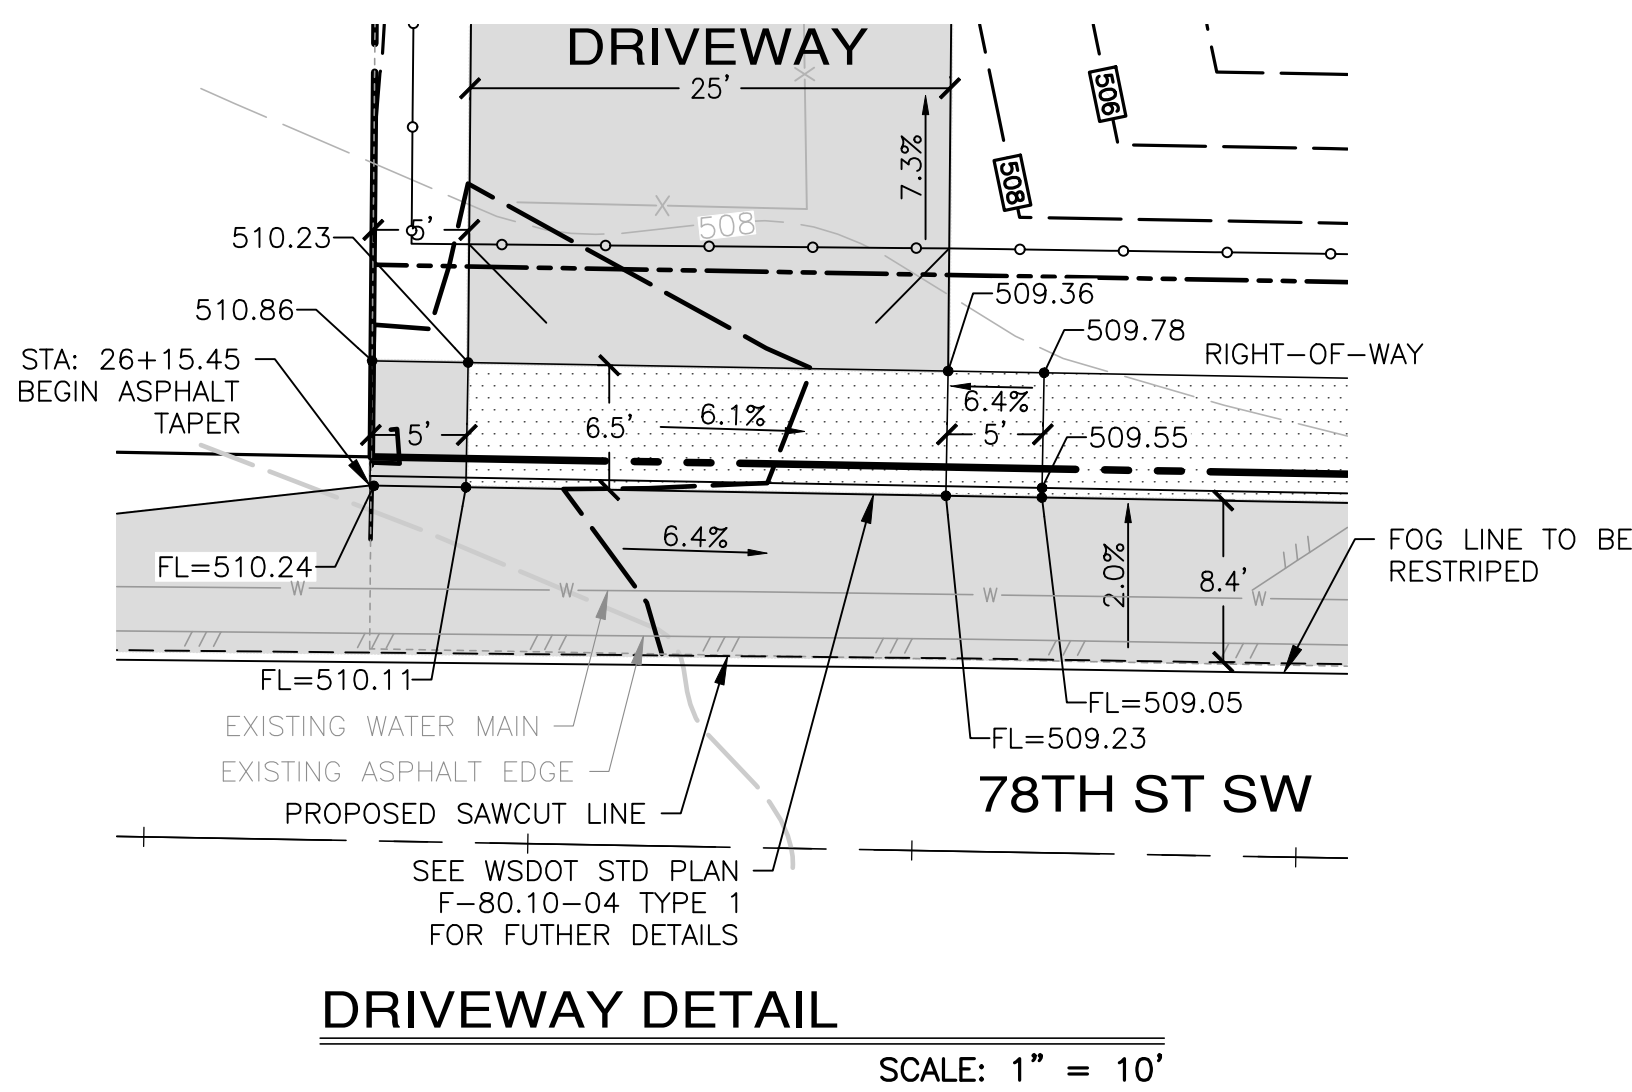 DRIVEWAY
25'
506
7.3%
508
5'
508
510.23
509.36
510.86
509.78
RIGHT-OF-WAY
STA: 26+15.45
BEGIN ASPHALT
TAPER
6.4%
6.1%
5'
6.5'
5'
509.55
6.4%
FOG LINE TO BE
RESTRIPED
FL=510.24
2.0%
8.4'
W
W
W
W
FL=510.11
FL=509.05
EXISTING WATER MAIN
FL=509.23
EXISTING ASPHALT EDGE
78TH ST SW
PROPOSED SAWCUT LINE
SEE WSDOT STD PLAN
F-80.10-04 TYPE 1
FOR FUTHER DETAILS
DRIVEWAY DETAIL
SCALE: 1" = 10'